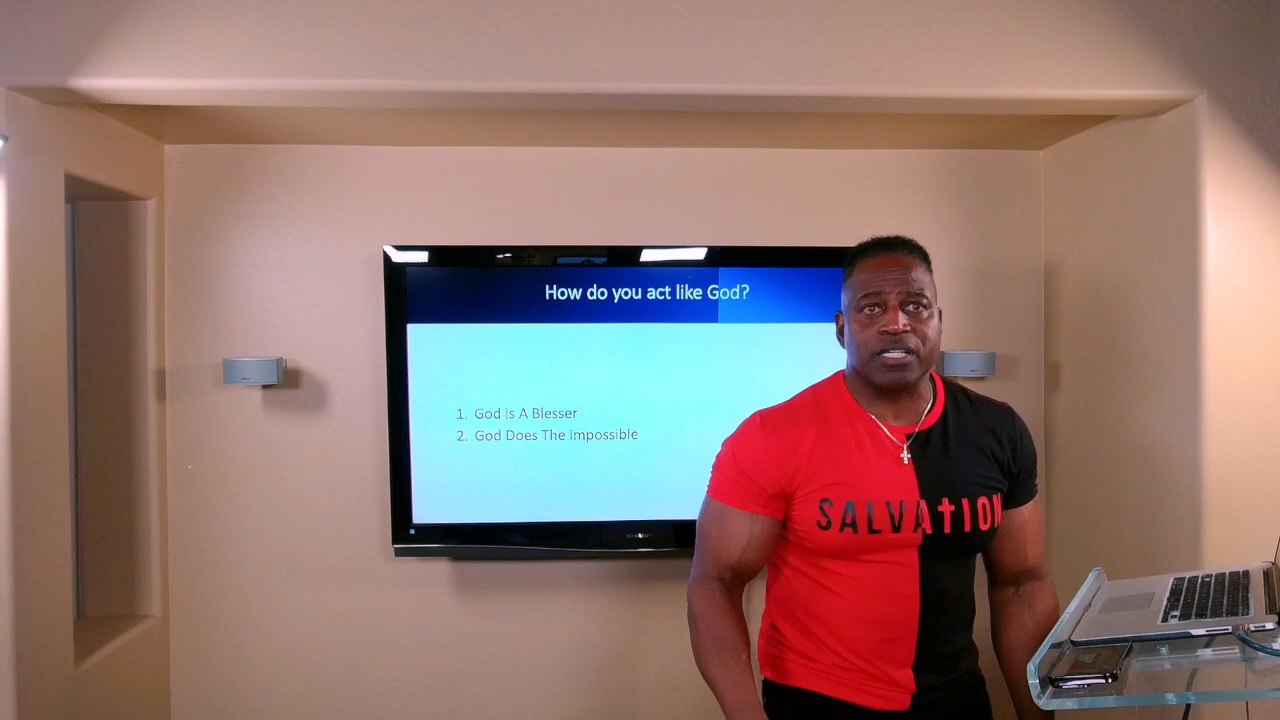 How do you act like God?
1. God is A Blesser
2. God Does The impossible
SALVATION